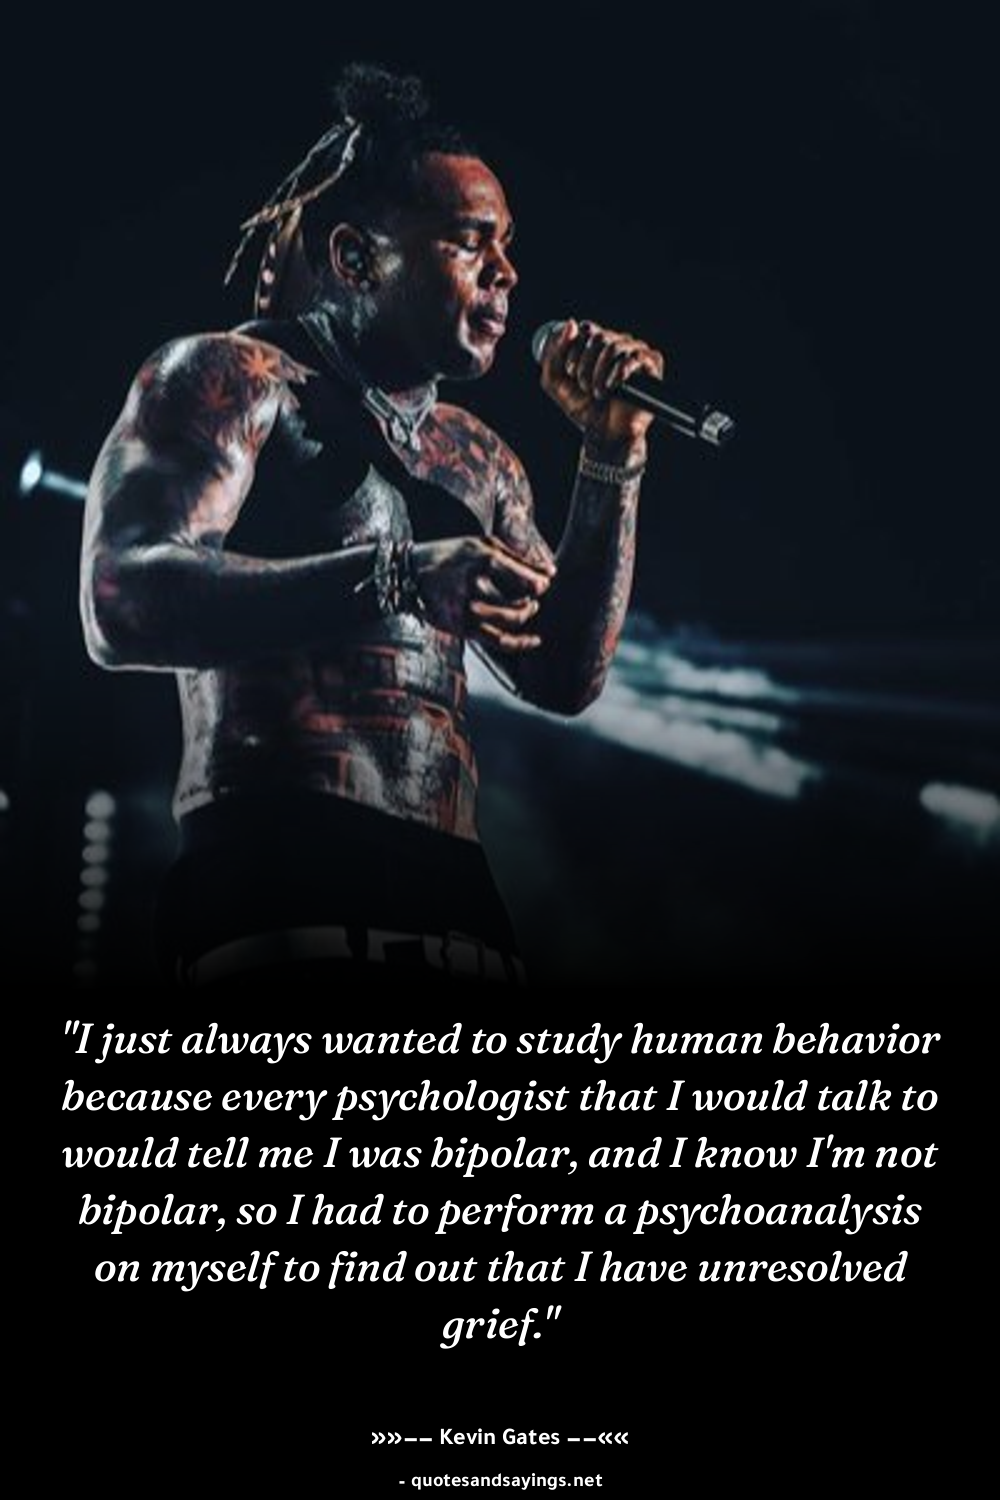 "I just always wanted to study human behavior
because every psychologist that I would talk to
would tell me I was bipolar, and I know I'm not
bipolar, so I had to perform a psychoanalysis
on myself to find out that I have unresolved
grief."
»»−− Kevin Gates −−««
- quotesandsayings.net